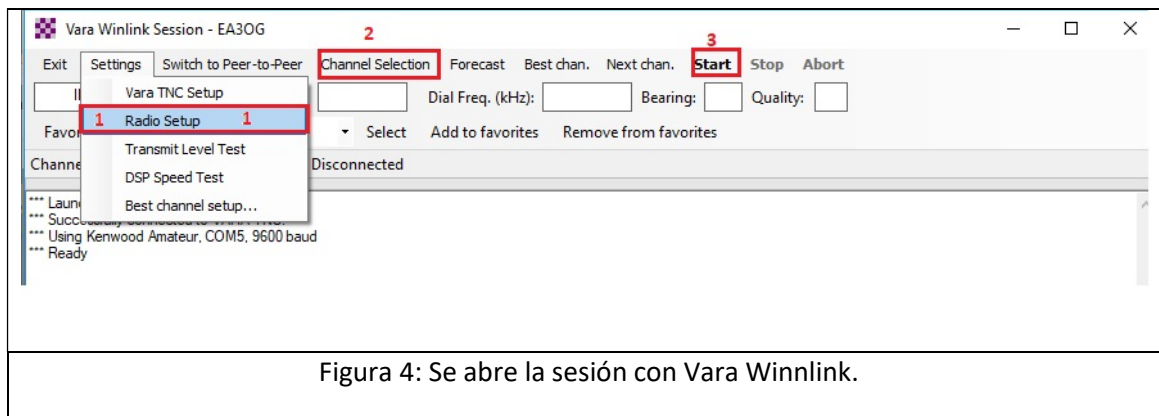 Vara Winlink Session - EA3OG
2
3
Exit Settings Switch to Peer-to-Peer Channel Selection Forecast Best chan. Next chan. Start Stop Abort
Vara TNC Setup Dial Freq. (kHz): Bearing: Quality:
1 Radio Setup 1
Favor Select Add to favorites Remove from favorites
Transmit Level Test
Channe Disconnected
DSP Speed Test
Best channel setup...
*** Laun
*** Using Kenwood Amateur, COM5, 9600 baud
*** Ready
Figura 4: Se abre la sesión con Vara Winnlink.